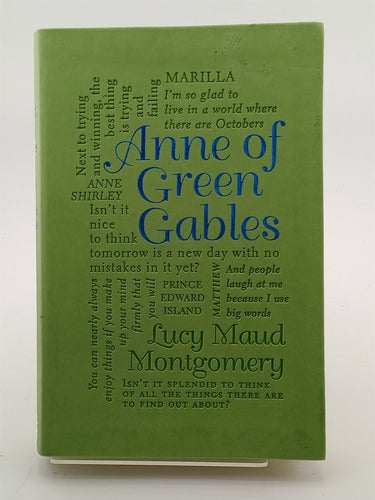 Next to trying
and winning, the
best thing
is trying
and
failing
MARILLA
I'm so glad to
live in a world where
there are Octobers
Anne of
Green
Gables
ANNE
SHIRLEY
Isn't it
nice
to think
tomorrow is a new day with no
mistakes in it yet?
You can nearly always
enjoy things if you make
up your mind
firmly that
you will
PRINCE
EDWARD
ISLAND
MATTHEW
And people
laugh at me
because I use
big words
Lucy Maud
Montgomery
ISN'T IT SPLENDID TO THINK
OF ALL THE THINGS THERE ARE
TO FIND OUT ABOUT?